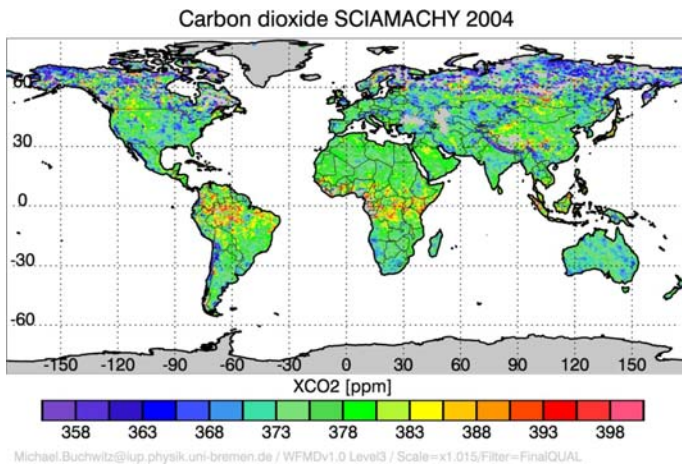 Carbon dioxide SCIAMACHY 2004
60
30
0
-30
-60
-150 -120 -90 -60 -30 0 30 60 90 120 150
XCO2 [ppm]
358 363 368 373 378 383 388 393 398
Michael.Buchwitz@iup.physik.uni-bremen.de / WFMDv1.0 Level3 / Scale=x1.015/Filter=FinalQUAL